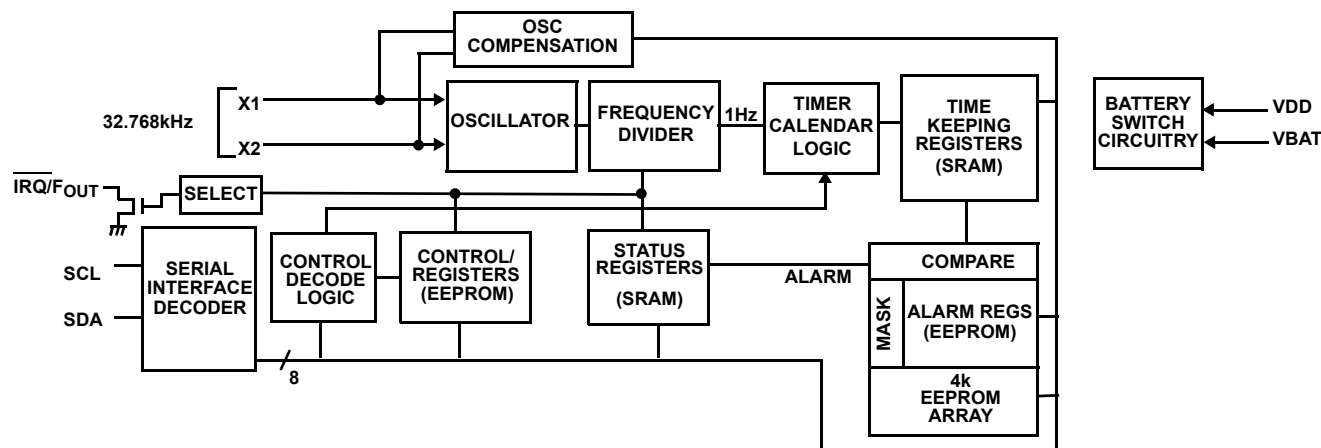 OSC
COMPENSATION
32.768kHz
X1
X2
OSCILLATOR
FREQUENCY
DIVIDER
1Hz
TIMER
CALENDAR
LOGIC
TIME
KEEPING
REGISTERS
(SRAM)
BATTERY
SWITCH
CIRCUITRY
VDD
VBAT
IRQ/FOUT
SELECT
SCL
SDA
SERIAL
INTERFACE
DECODER
CONTROL
DECODE
LOGIC
CONTROL/
REGISTERS
(EEPROM)
STATUS
REGISTERS
(SRAM)
ALARM
COMPARE
MASK
ALARM REGS
(EEPROM)
4k
EEPROM
ARRAY
8